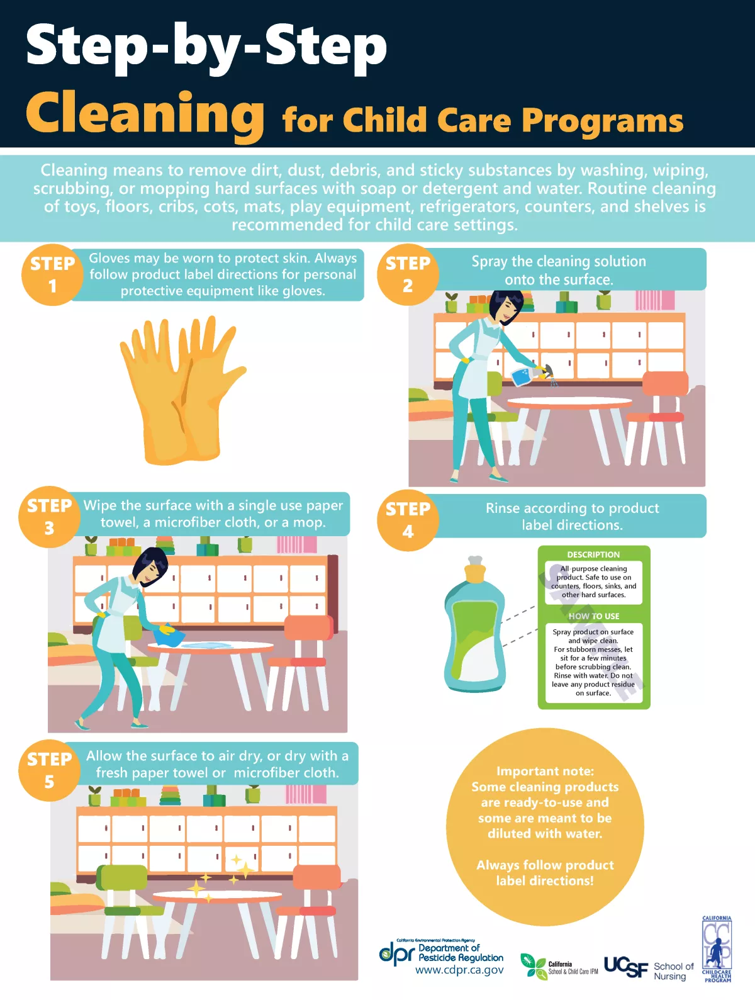 Step-by-Step
Cleaning for Child Care Programs
Cleaning means to remove dirt, dust, debris, and sticky substances by washing, wiping,
scrubbing, or mopping hard surfaces with soap or detergent and water. Routine cleaning
of toys, floors, cribs, cots, mats, play equipment, refrigerators, counters, and shelves is
recommended for child care settings.
STEP
1
Gloves may be worn to protect skin. Always
follow product label directions for personal
protective equipment like gloves.
STEP
2
Spray the cleaning solution
onto the surface.
STEP
3
Wipe the surface with a single use paper
towel, a microfiber cloth, or a mop.
STEP
4
Rinse according to product
label directions.
DESCRIPTION
All-purpose cleaning
product. Safe to use on
counters, floors, sinks, and
other hard surfaces.
HOW TO USE
Spray product on surface
and wipe clean.
For stubborn messes, let
sit for a few minutes
before scrubbing clean.
Rinse with water. Do not
leave any product residue
on surface.
SAMPLE
STEP
5
Allow the surface to air dry, or dry with a
fresh paper towel or microfiber cloth.
Important note:
Some cleaning products
are ready-to-use and
some are meant to be
diluted with water.
Always follow product
label directions!
California Environmental Protection Agency
dpr Department of
Pesticide Regulation
www.cdpr.ca.gov
California
School & Child Care IPM
UCSF School of
Nursing
CALIFORNIA
CC
HP
CHILDCARE
HEALTH
PROGRAM